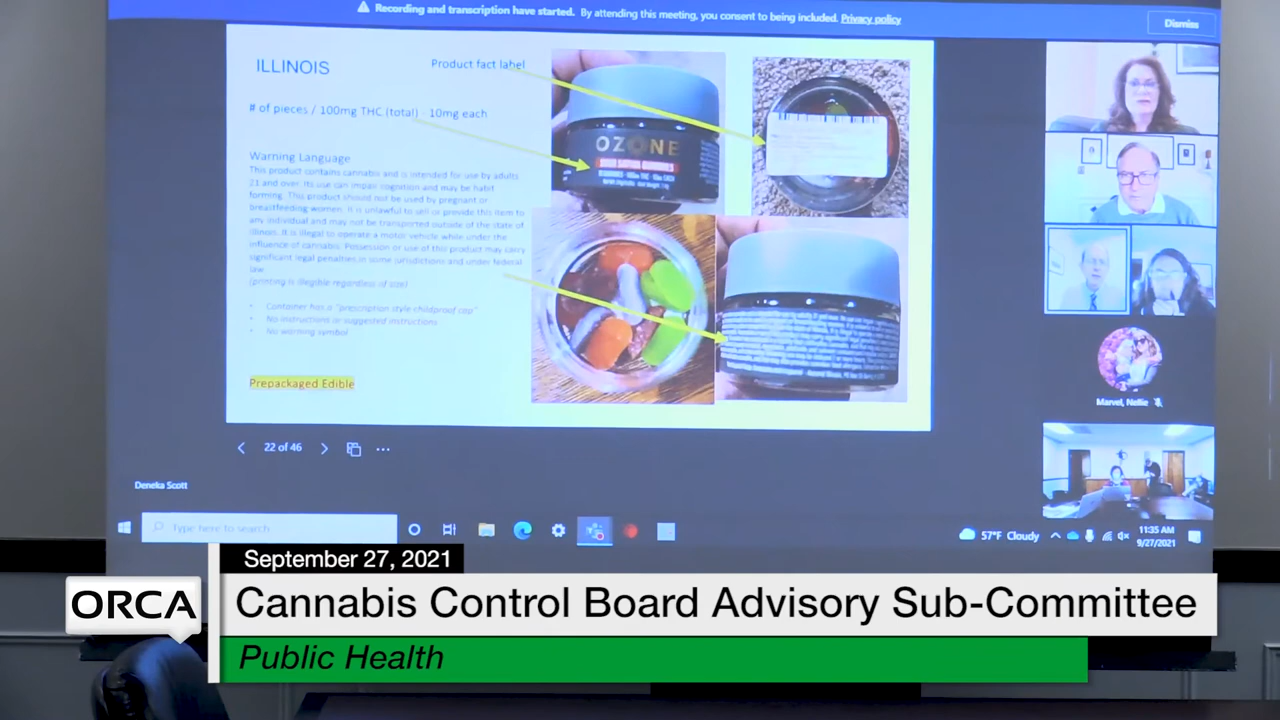 Recording and transcription have started. By attending this meeting, you consent to being included. Privacy policy
Dismiss
ILLINOIS
Product fact label
# of pieces / 100mg THC (total) - 10mg each
Warning Language
This product contains cannabis and is intended for use by adults
21 and over. Its use can impair cognition and may be habit
forming. This product should not be used by pregnant or
breastfeeding women. It is unlawful to sell or provide this item to
any individual and may not be transported outside of the state of
Illinois. It is illegal to operate a motor vehicle while under the
influence of cannabis. Possession or use of this product may carry
significant legal penalties in some jurisdictions and under federal
law.
(printing is illegible regardless of size)
• Container has a "prescription style childproof cap"
• No instructions or suggested instructions
• No warning symbol
Prepackaged Edible
OZONE
22 of 46
Deneka Scott
Marvel, Nellie
Type here to search
57°F Cloudy
11:35 AM
9/27/2021
September 27, 2021
ORCA
Cannabis Control Board Advisory Sub-Committee
Public Health